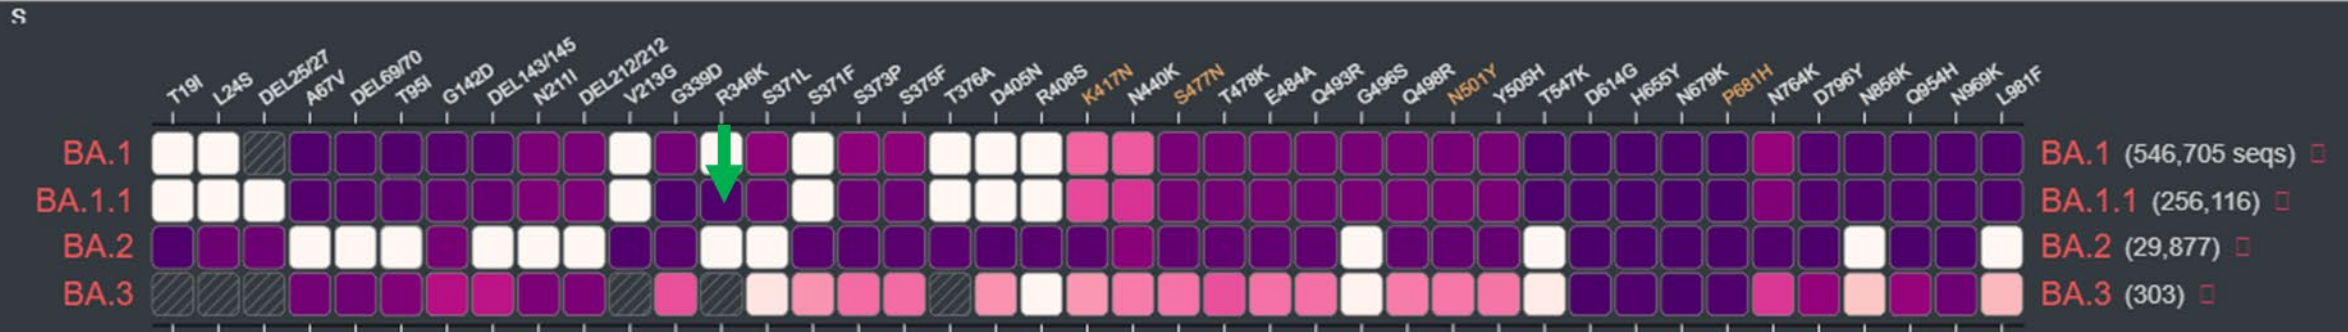 S
T19I L24S DEL25/27 A67V DEL69/70 T95I G142D DEL143/145 N211I DEL212/212 V213G G339D R346K S371L S371F S373P S375F T376A D405N R408S K417N N440K S477N T478K E484A Q493R G496S Q498R N501Y Y505H T547K D614G H655Y N679K P681H N764K D796Y N856K Q954H N969K L981F
BA.1 BA.1 (546,705 seqs)
BA.1.1 BA.1.1 (256,116)
BA.2 BA.2 (29,877)
BA.3 BA.3 (303)